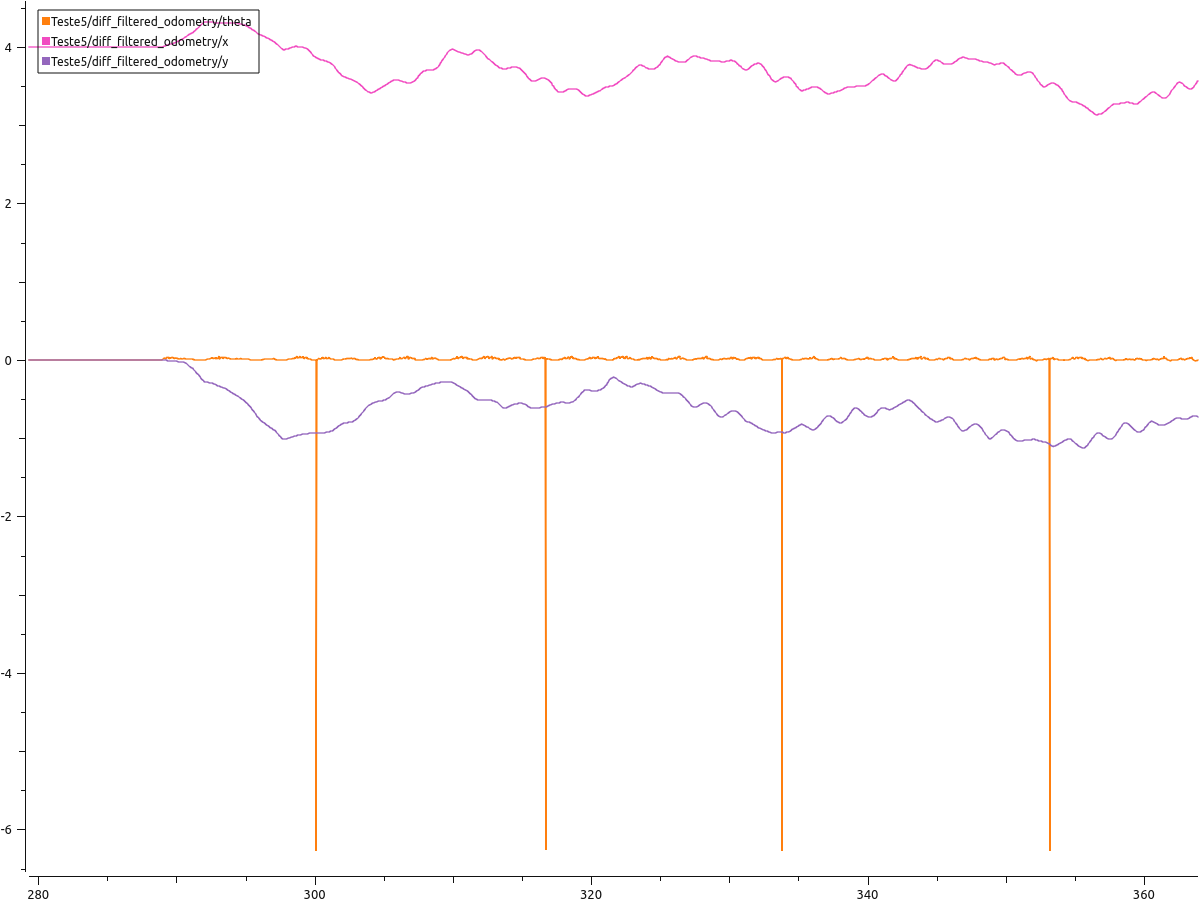 Teste5/diff_filtered_odometry/theta
Teste5/diff_filtered_odometry/x
Teste5/diff_filtered_odometry/y
4
2
0
-2
-4
-6
280 300 320 340 360